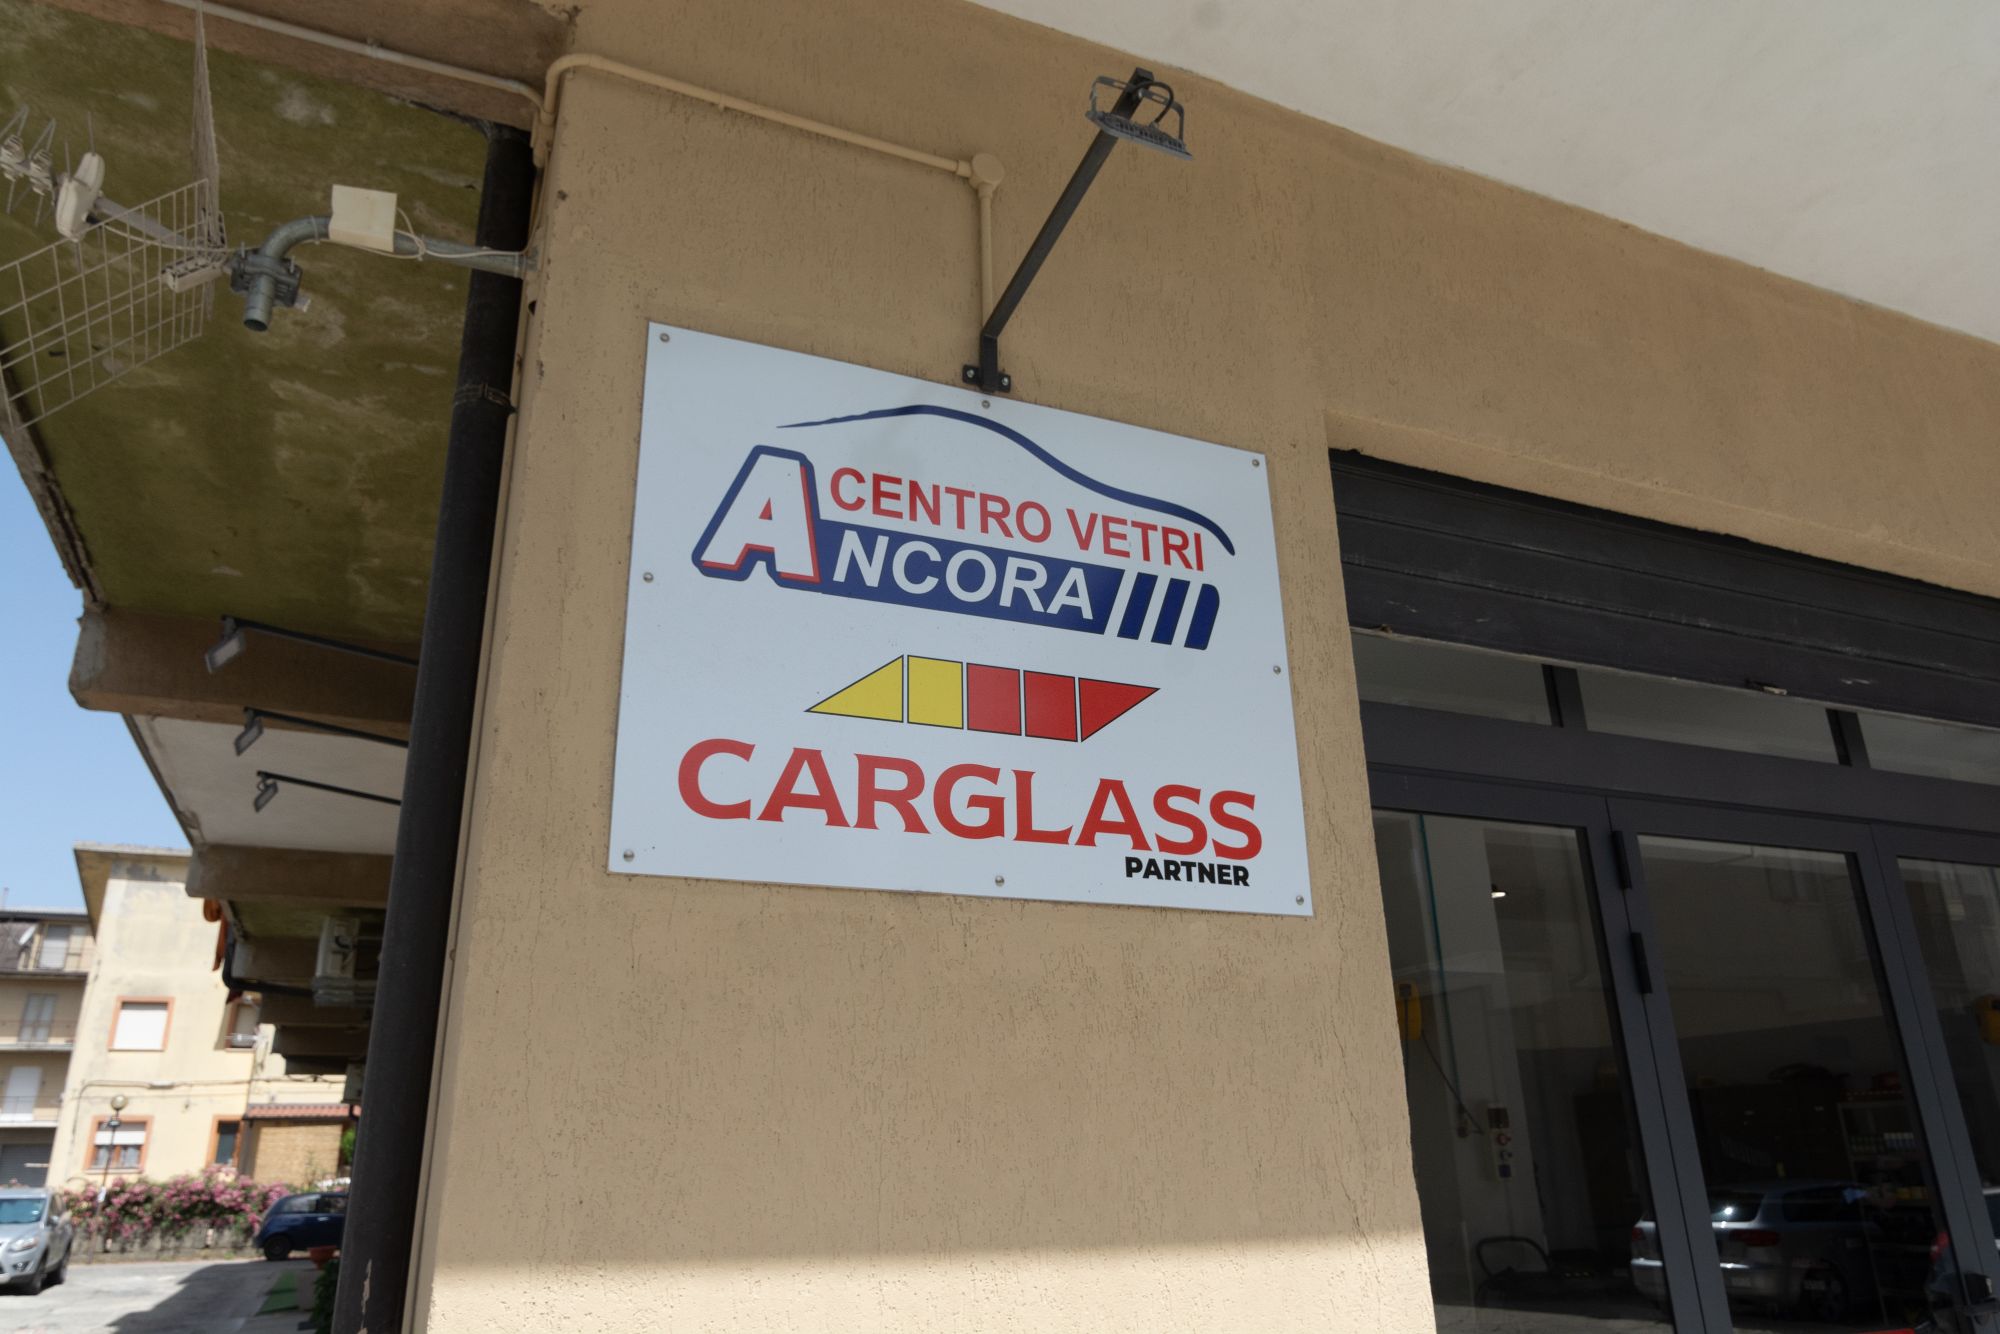 CENTRO VETRI
ANCORA
CARGLASS
PARTNER